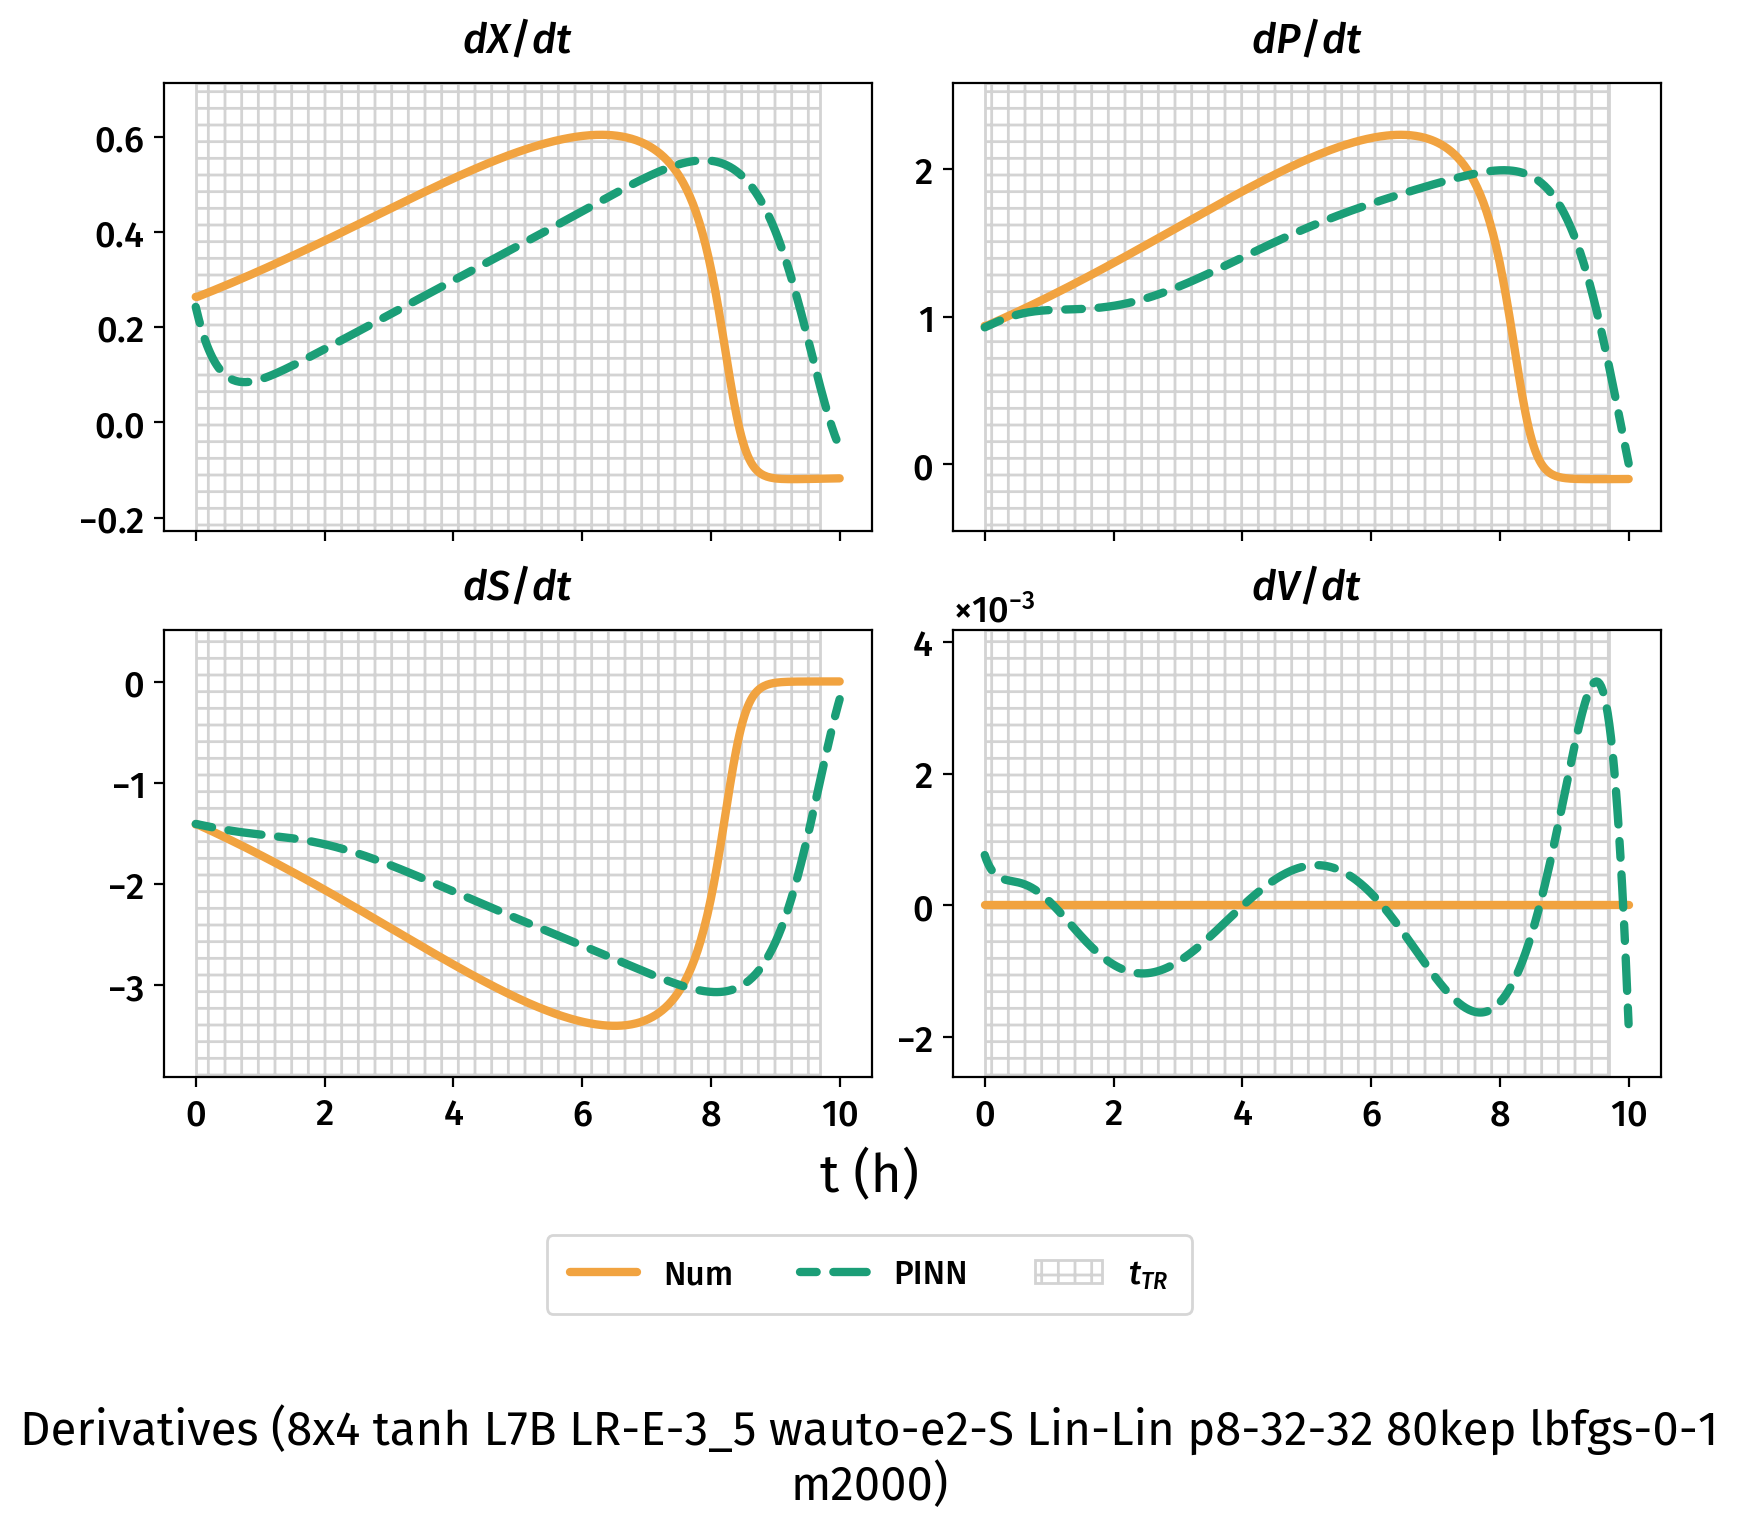 dX/dt
dP/dt
0.6
0.4
0.2
0.0
−0.2
2
1
0
dS/dt
dV/dt
×10⁻³
0
−1
−2
−3
4
2
0
−2
0 2 4 6 8 10
0 2 4 6 8 10
t (h)
Num PINN t_TR
Derivatives (8x4 tanh L7B LR-E-3_5 wauto-e2-S Lin-Lin p8-32-32 80kep lbfgs-0-1
m2000)